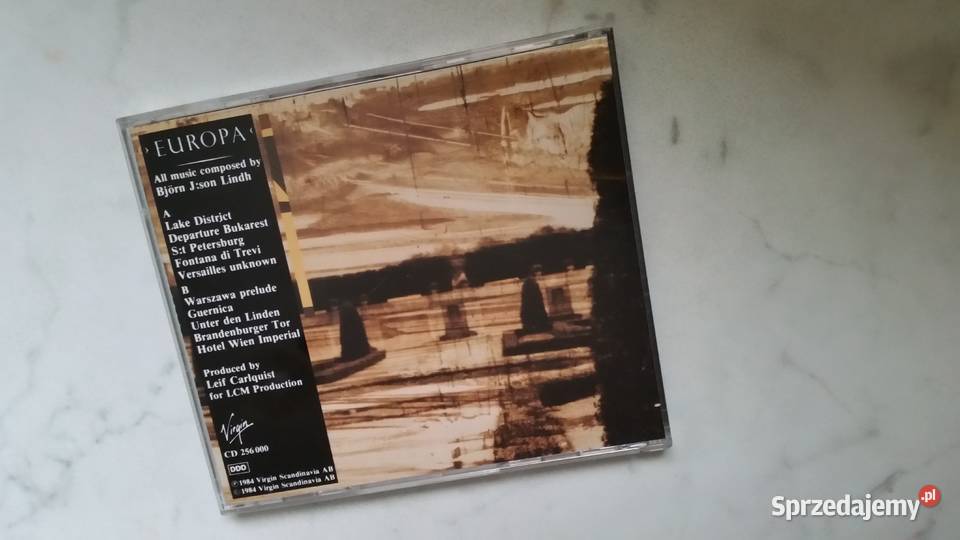 › EUROPA ‹
All music composed by
Björn J:son Lindh
A
Lake District
Departure Bukarest
S:t Petersburg
Fontana di Trevi
Versailles unknown
B
Warszawa prelude
Guernica
Unter den Linden
Brandenburger Tor
Hotel Wien Imperial
Produced by
Leif Carlquist
for LCM Production
Virgin
CD 256 000
DDD
℗ 1984 Virgin Scandinavia AB
© 1984 Virgin Scandinavia AB
Sprzedajemy .pl